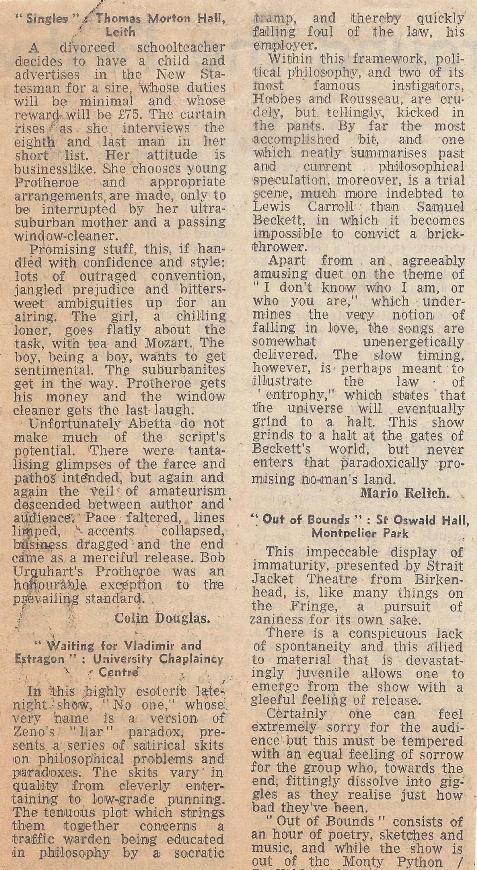 " Singles " : Thomas Morton Hall,
Leith
A divorced schoolteacher
decides to have a child and
advertises in the New Sta-
tesman for a sire, whose duties
will be minimal and whose
reward will be £75. The curtain
rises as she interviews the
eighth and last man in her
short list. Her attitude is
businesslike. She chooses young
Protheroe and appropriate
arrangements are made, only to
be interrupted by her ultra-
suburban mother and a passing
window-cleaner.
Promising stuff, this, if han-
dled with confidence and style;
lots of outraged convention,
jangled prejudice and bitters-
weet ambiguities up for an
airing. The girl, a chilling
loner, goes flatly about the
task, with tea and Mozart. The
boy, being a boy, wants to get
sentimental. The suburbanites
get in the way. Protheroe gets
his money and the window
cleaner gets the last laugh.
Unfortunately Abetta do not
make much of the script's
potential. There were tanta-
lising glimpses of the farce and
pathos intended, but again and
again the veil of amateurism
descended between author and
audience. Pace faltered, lines
limped, accents collapsed,
business dragged and the end
came as a merciful release. Bob
Urquhart's Protheroe was an
honourable exception to the
prevailing standard.
Colin Douglas.
" Waiting for Vladimir and
Estragon " : University Chaplaincy
Centre
In this highly esoteric late-
night show, "No one," whose
very name is a version of
Zeno's "liar" paradox, pre-
sents a series of satirical skits
on philosophical problems and
paradoxes. The skits vary in
quality from cleverly enter-
taining to low-grade punning.
The tenuous plot which strings
them together concerns a
traffic warden being educated
in philosophy by a socratic
tramp, and thereby quickly
falling foul of the law, his
employer.
Within this framework, poli-
tical philosophy, and two of its
most famous instigators,
Hobbes and Rousseau, are cru-
dely, but tellingly, kicked in
the pants. By far the most
accomplished bit, and one
which neatly summarises past
and current philosophical
speculation, moreover, is a trial
scene, much more indebted to
Lewis Carroll than Samuel
Beckett, in which it becomes
impossible to convict a brick-
thrower.
Apart from an agreeably
amusing duet on the theme of
" I don't know who I am, or
who you are," which under-
mines the very notion of
falling in love, the songs are
somewhat unenergetically
delivered. The slow timing,
however, is perhaps meant to
illustrate the law of
' entrophy,' which states that
the universe will eventually
grind to a halt. This show
grinds to a halt at the gates of
Beckett's world, but never
enters that paradoxically pro-
mising no-man's land.
Mario Relich.
" Out of Bounds " : St Oswald Hall,
Montpelier Park
This impeccable display of
immaturity, presented by Strait
Jacket Theatre from Birken-
head, is, like many things on
the Fringe, a pursuit of
zaniness for its own sake.
There is a conspicuous lack
of spontaneity and this allied
to material that is devastat-
ingly juvenile allows one to
emerge from the show with a
gleeful feeling of release.
Certainly one can feel
extremely sorry for the audi-
ence but this must be tempered
with an equal feeling of sorrow
for the group who, towards the
end, fittingly dissolve into gig-
gles as they realise just how
bad they've been.
" Out of Bounds " consists of
an hour of poetry, sketches and
music, and while the show is
out of the Monty Python /